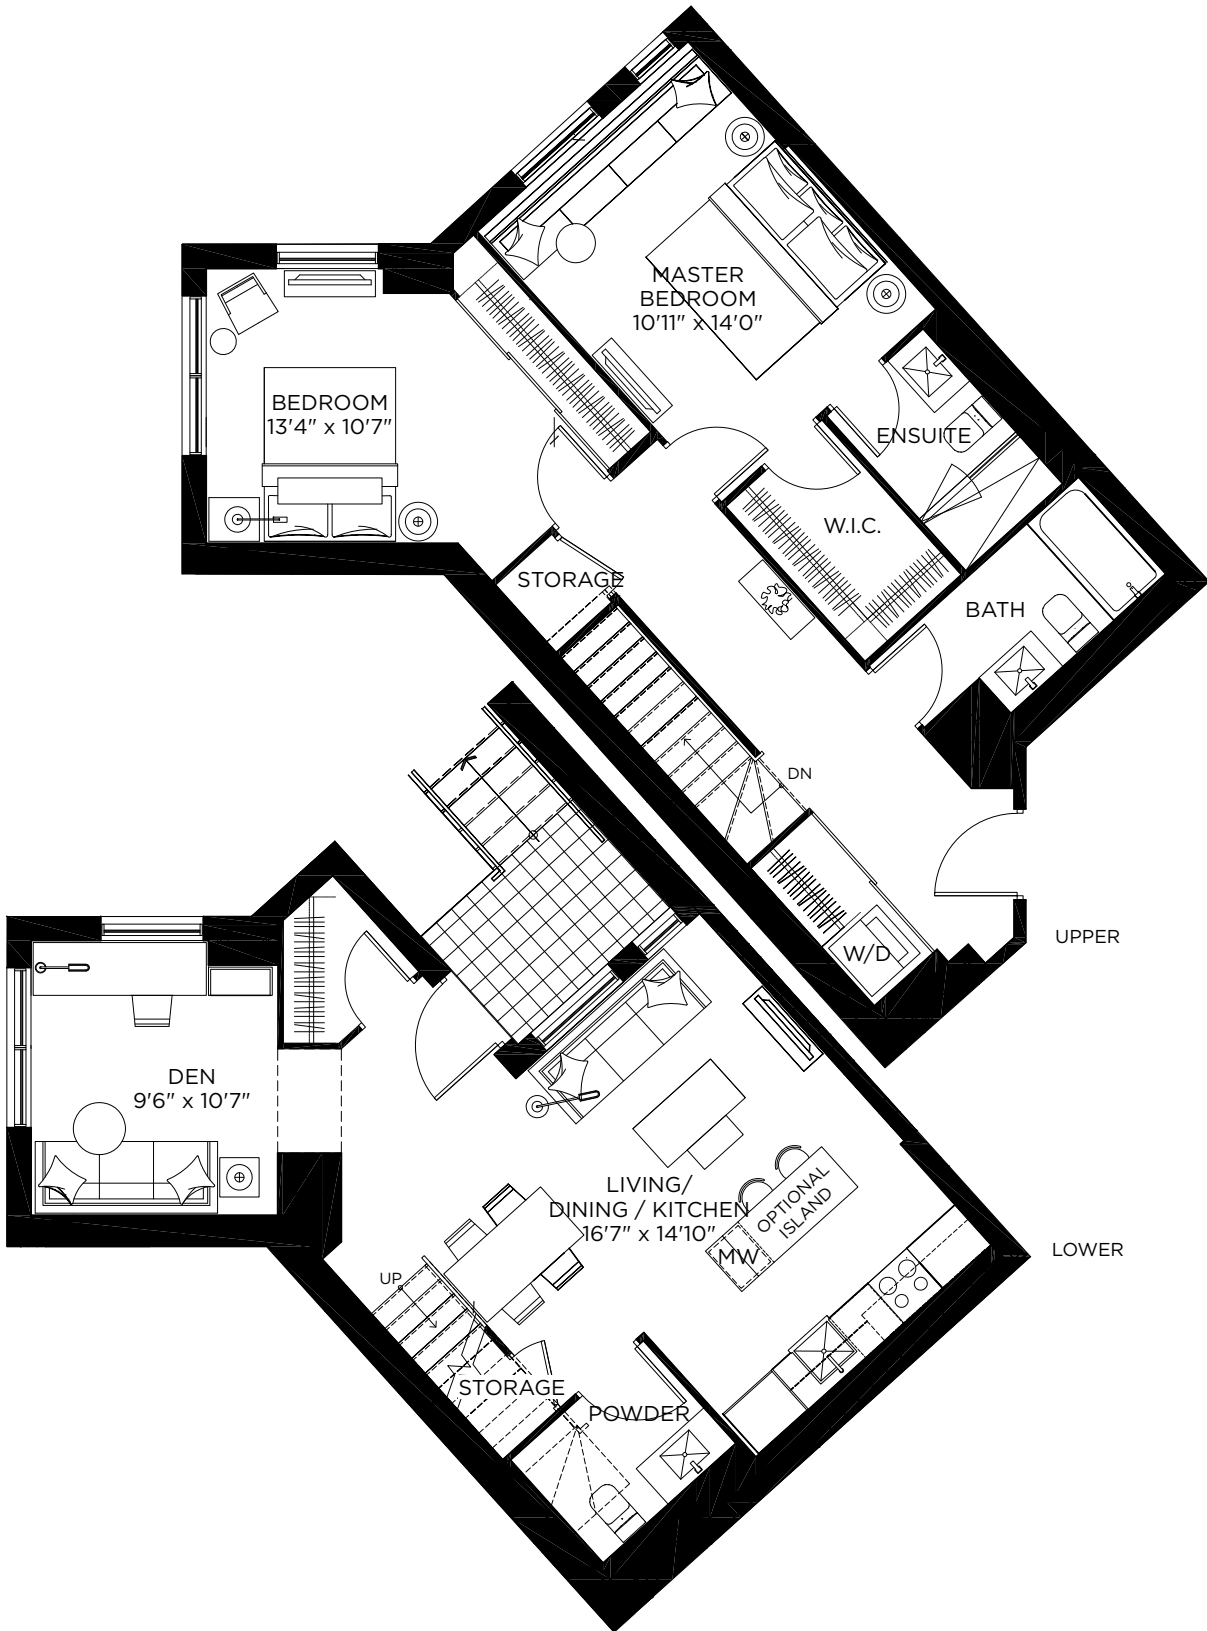 MASTER
BEDROOM
10'11" x 14'0"
BEDROOM
13'4" x 10'7"
ENSUITE
W.I.C.
STORAGE
BATH
DN
W/D
UPPER
DEN
9'6" x 10'7"
LIVING/
DINING / KITCHEN
16'7" x 14'10"
OPTIONAL
ISLAND
MW
LOWER
UP
STORAGE
POWDER